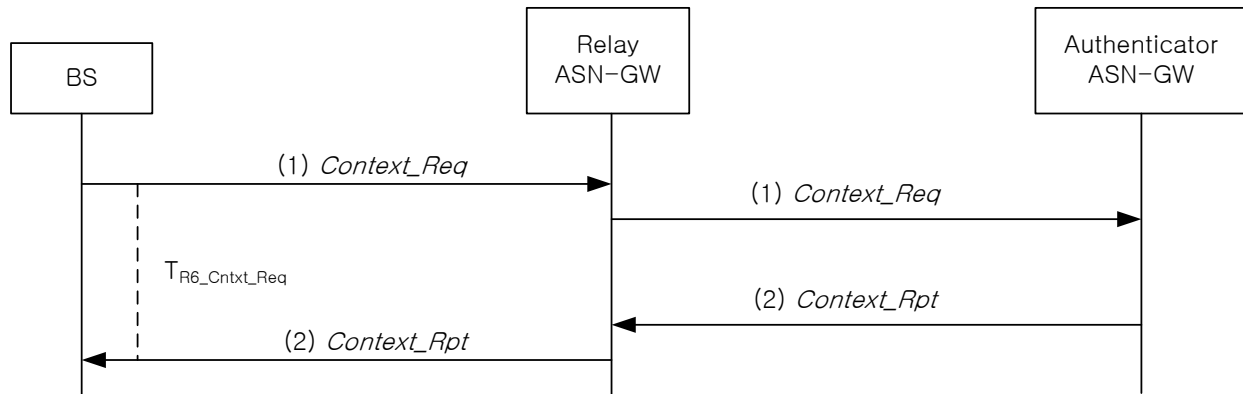 BS
Relay
ASN-GW
Authenticator
ASN-GW
(1) Context_Req
(1) Context_Req
TR6_Cntxt_Req
(2) Context_Rpt
(2) Context_Rpt